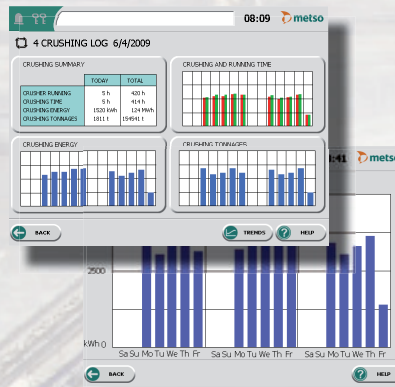 08:09 metso
4 CRUSHING LOG 6/4/2009
CRUSHING SUMMARY
TODAY TOTAL
CRUSHER RUNNING 5 h 420 h
CRUSHING TIME 5 h 414 h
CRUSHING ENERGY 1520 kWh 124 MWh
CRUSHING TONNAGES 1811 t 154541 t
CRUSHING AND RUNNING TIME
CRUSHING ENERGY
CRUSHING TONNAGES
BACK TRENDS HELP
:41 mets
2500
kWh 0
Sa Su Mo Tu We Th Fr Sa Su Mo Tu We Th Fr Sa Su Mo Tu We Th Fr
BACK HELP